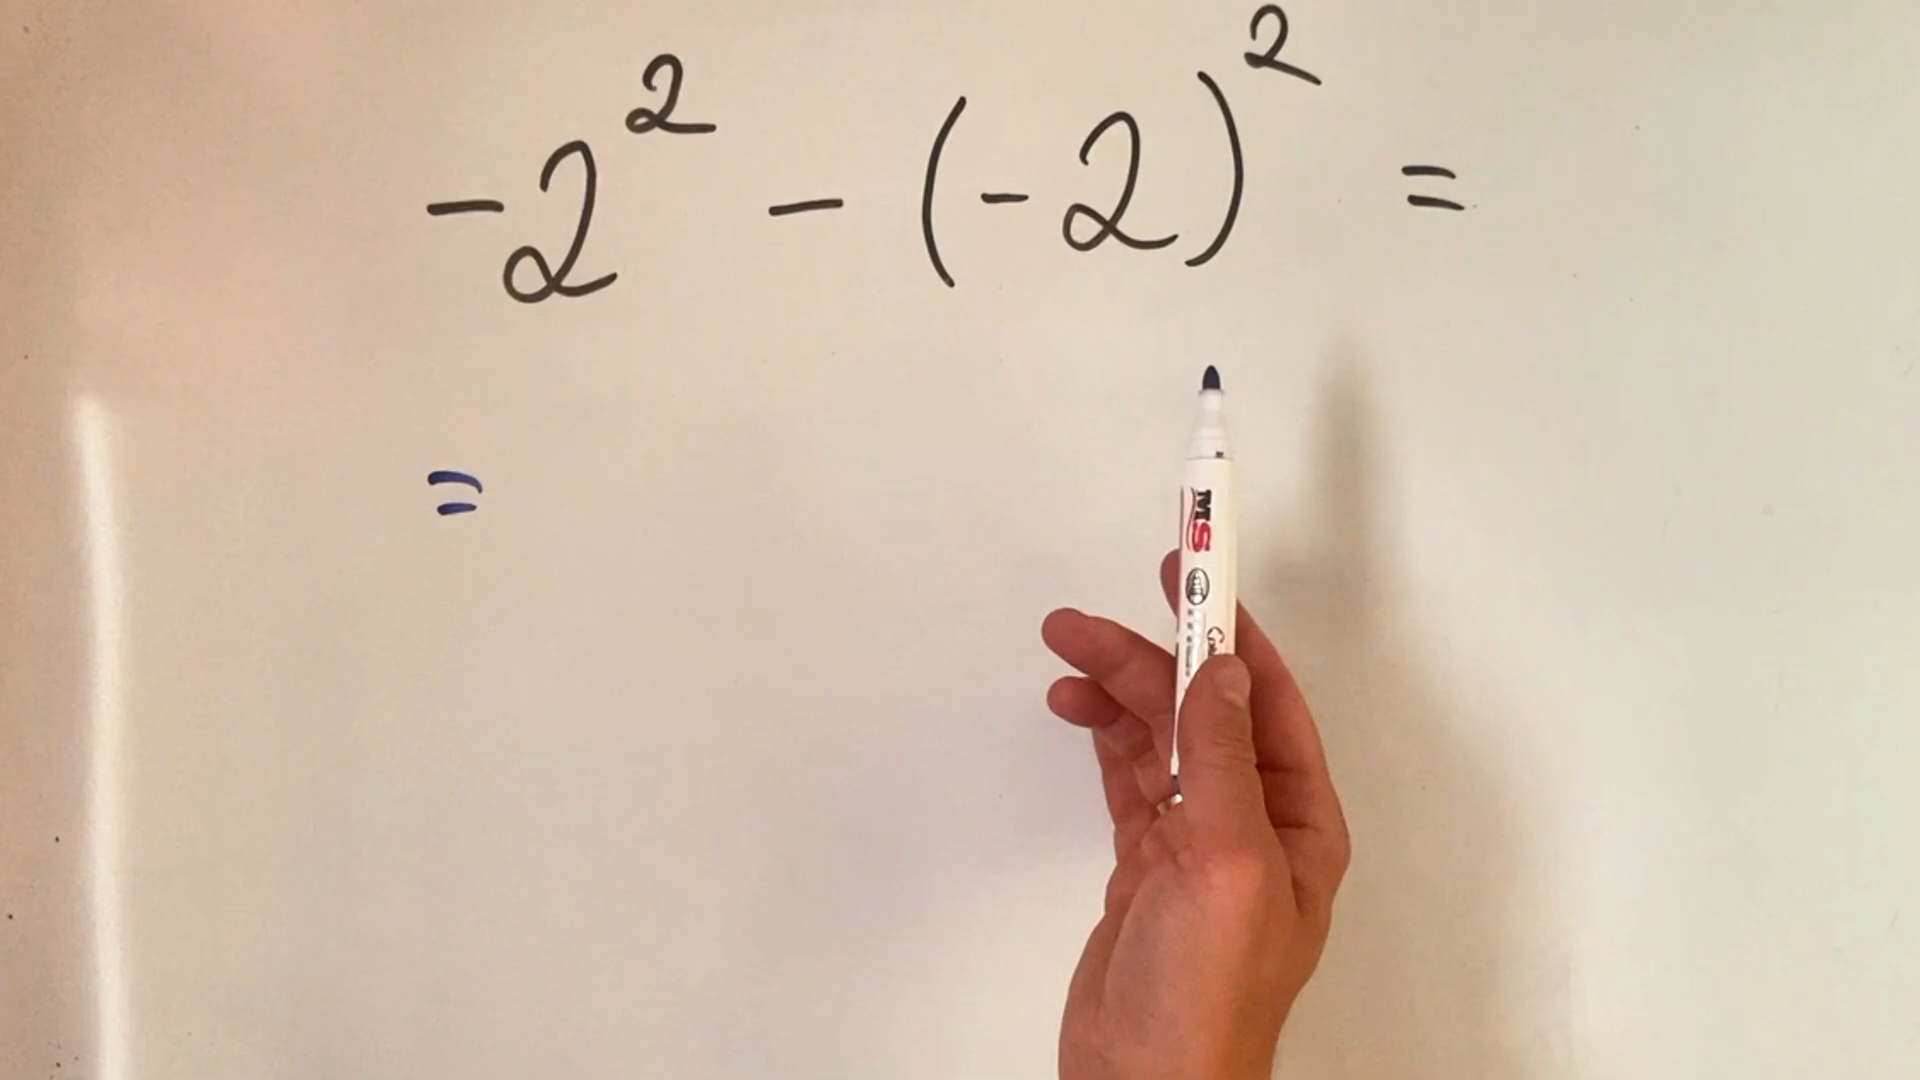 -2² - (-2)² =
=
MS